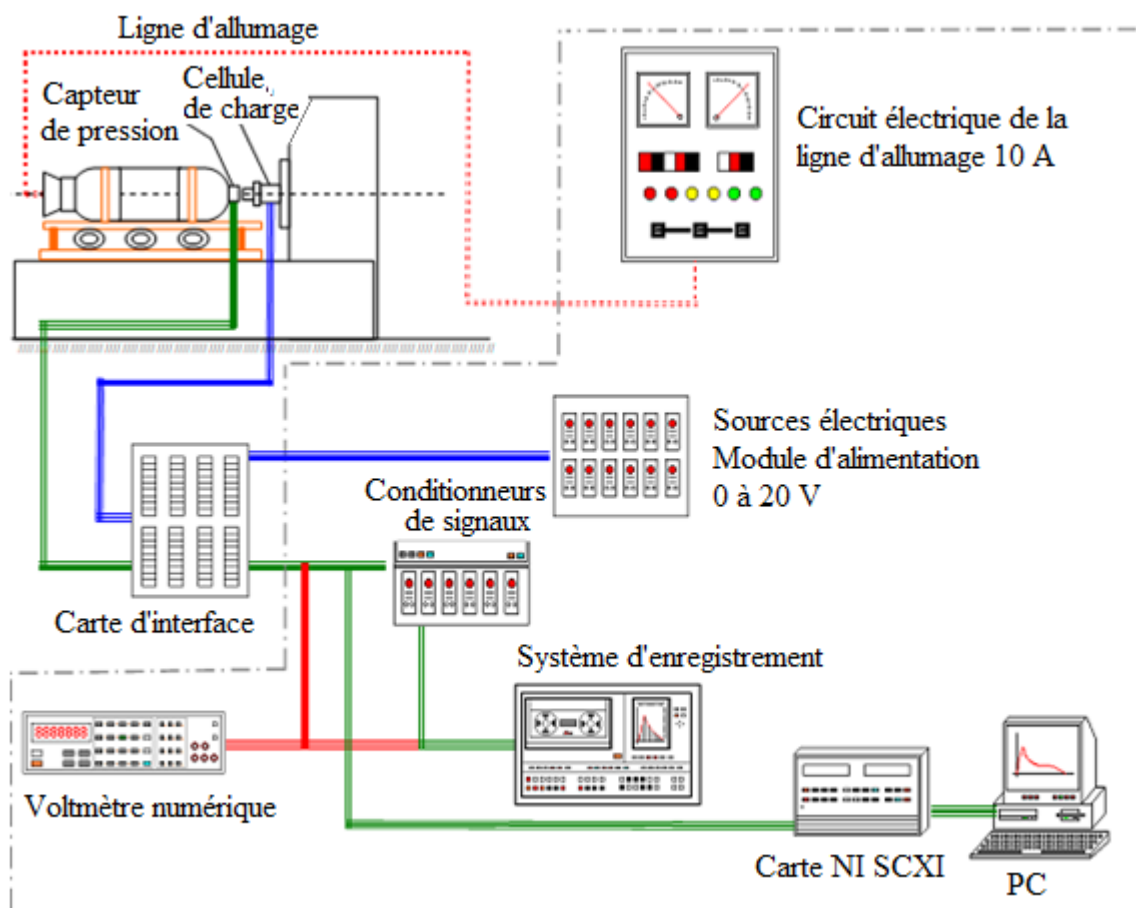 Ligne d'allumage
Cellule
de charge
Capteur
de pression
Circuit électrique de la
ligne d'allumage 10 A
Sources électriques
Module d'alimentation
0 à 20 V
Conditionneurs
de signaux
Carte d'interface
Système d'enregistrement
8888888
Voltmètre numérique
Carte NI SCXI
PC